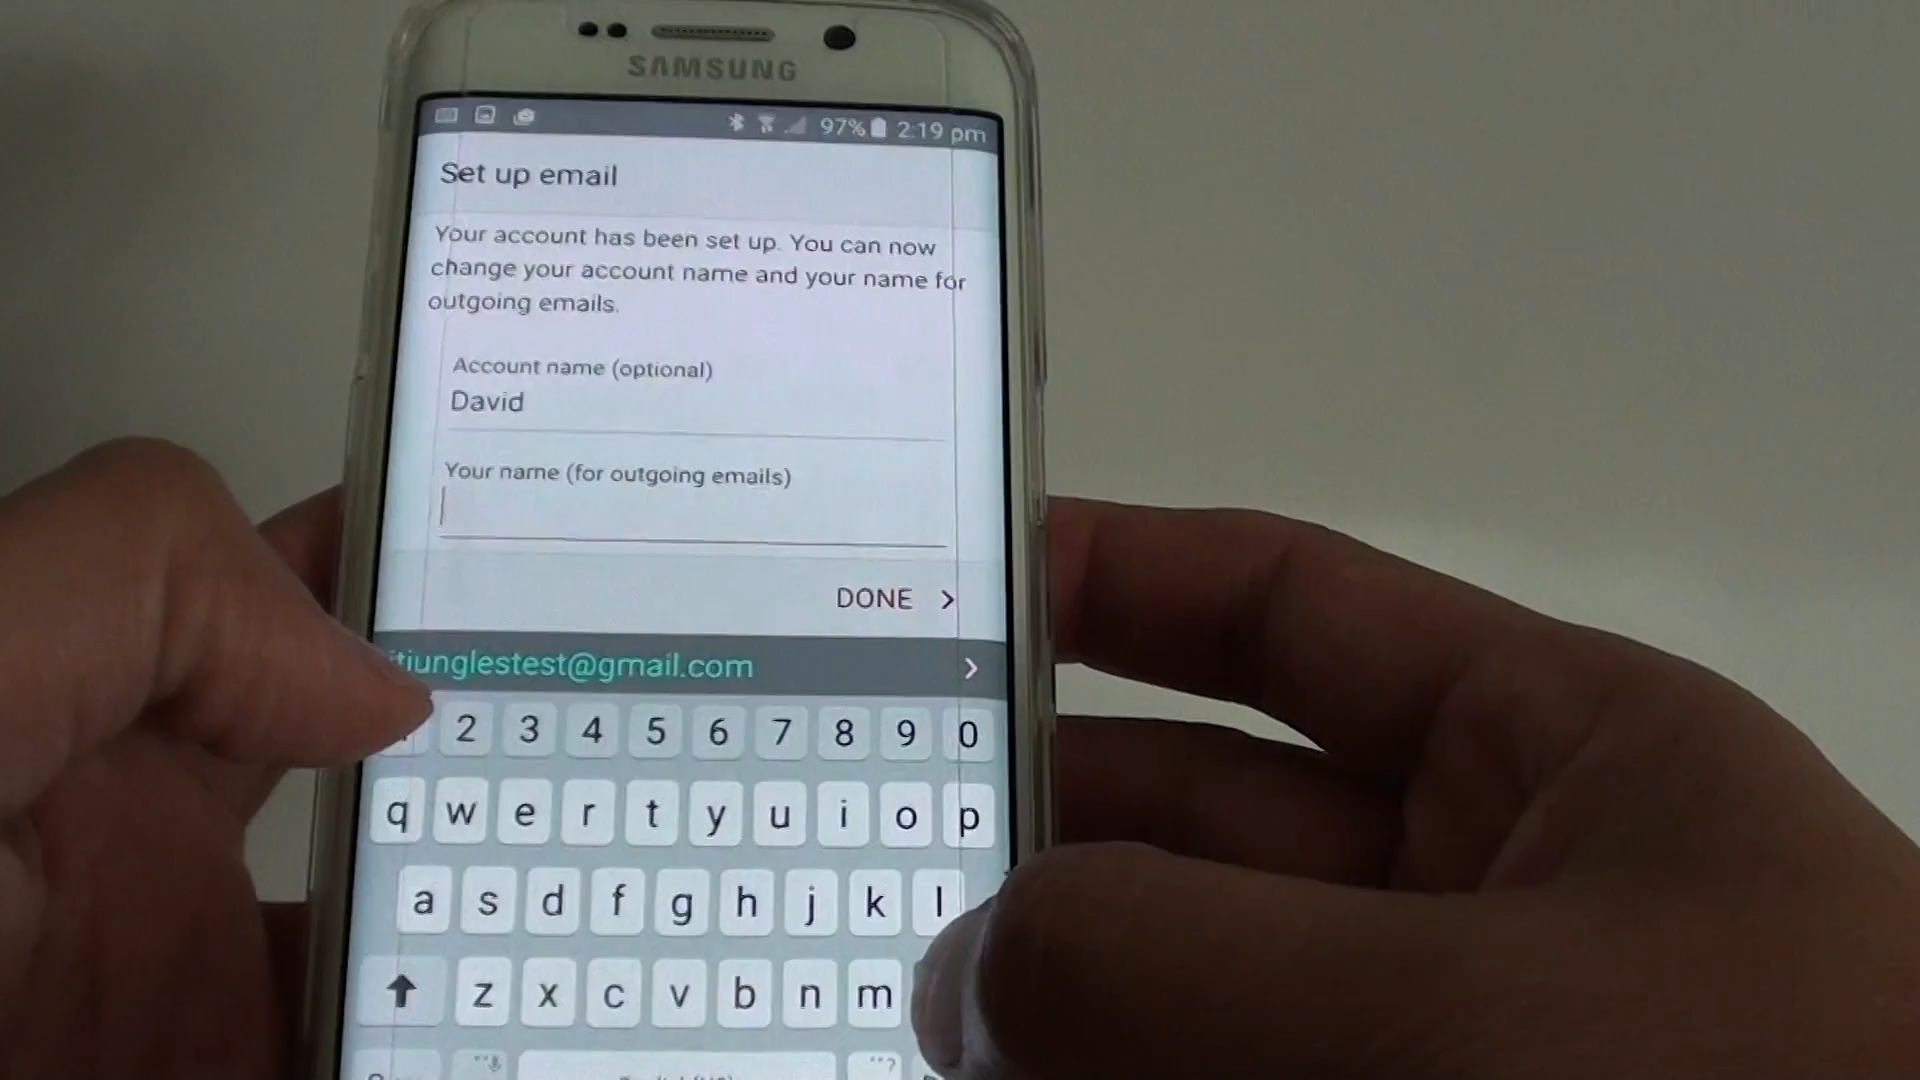 SAMSUNG
97% 2:19 pm
Set up email
Your account has been set up. You can now
change your account name and your name for
outgoing emails.
Account name (optional)
David
Your name (for outgoing emails)
DONE >
itjunglestest@gmail.com >
2 3 4 5 6 7 8 9 0
q w e r t y u i o p
a s d f g h j k l
z x c v b n m